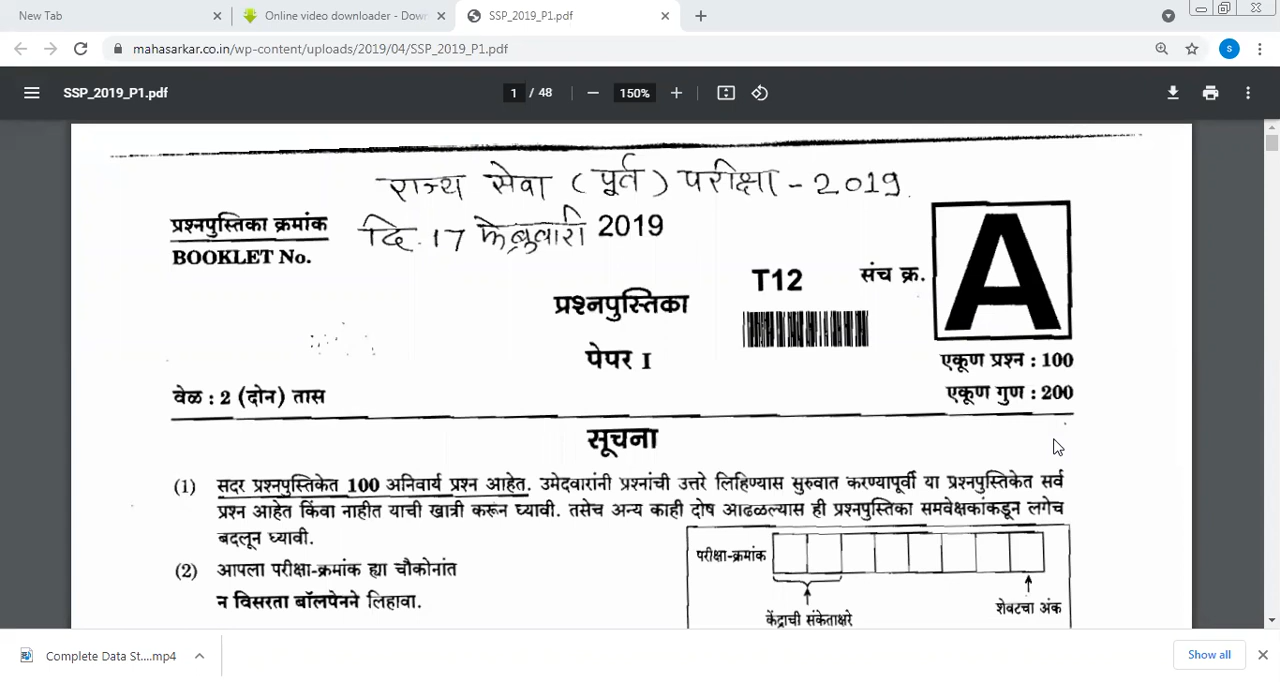 New Tab
Online video downloader - Down
SSP_2019_P1.pdf
mahasarkar.co.in/wp-content/uploads/2019/04/SSP_2019_P1.pdf
S
SSP_2019_P1.pdf
1 / 48
150%
राज्य सेवा (पूर्व) परीक्षा - 2019.
प्रश्नपुस्तिका क्रमांक
दि. 17 फेब्रुवारी 2019
BOOKLET No.
T12
संच क्र.
A
प्रश्नपुस्तिका
पेपर I
एकूण प्रश्न : 100
वेळ : 2 (दोन) तास
एकूण गुण : 200
सूचना
(1) सदर प्रश्नपुस्तिकेत 100 अनिवार्य प्रश्न आहेत. उमेदवारांनी प्रश्नांची उत्तरे लिहिण्यास सुरुवात करण्यापूर्वी या प्रश्नपुस्तिकेत सर्व
प्रश्न आहेत किंवा नाहीत याची खात्री करून घ्यावी. तसेच अन्य काही दोष आढळल्यास ही प्रश्नपुस्तिका समवेक्षकांकडून लगेच
बदलून घ्यावी.
परीक्षा-क्रमांक
(2) आपला परीक्षा-क्रमांक ह्या चौकोनांत
न विसरता बॉलपेनने लिहावा.
केंद्राची संकेताक्षरे
शेवटचा अंक
Complete Data St....mp4
Show all